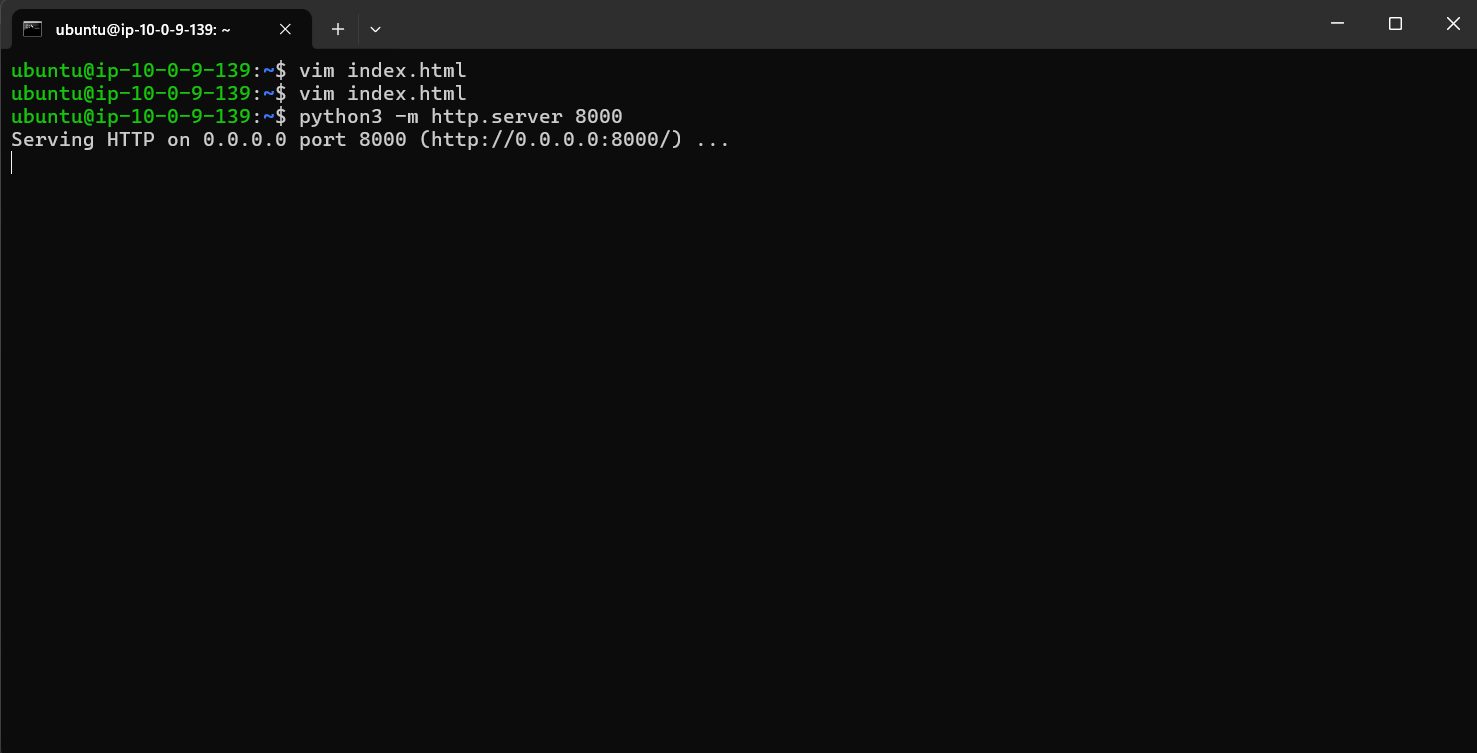 ubuntu@ip-10-0-9-139: ~
ubuntu@ip-10-0-9-139:~$ vim index.html
ubuntu@ip-10-0-9-139:~$ vim index.html
ubuntu@ip-10-0-9-139:~$ python3 -m http.server 8000
Serving HTTP on 0.0.0.0 port 8000 (http://0.0.0.0:8000/) ...